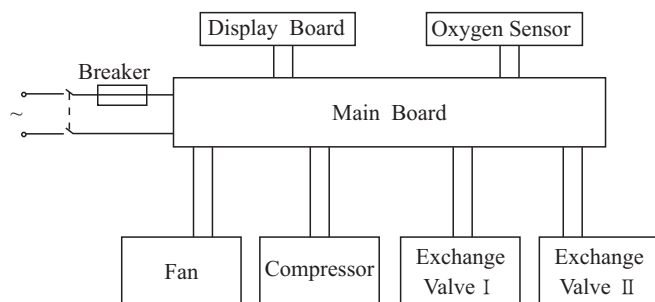 Display Board
Oxygen Sensor
Breaker
~
Main Board
Fan
Compressor
Exchange
Valve Ⅰ
Exchange
Valve Ⅱ